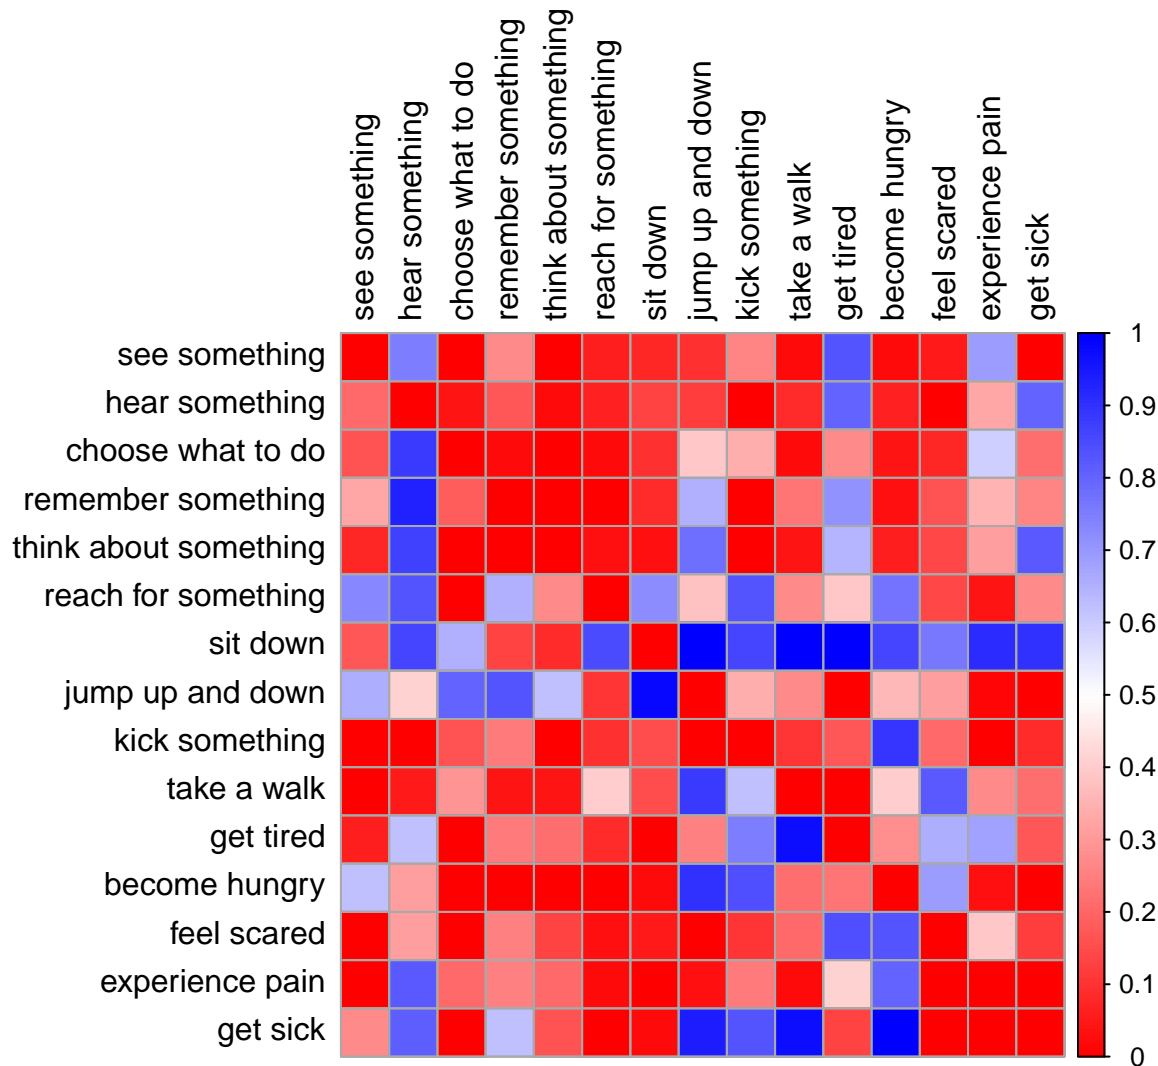 see something
hear something
choose what to do
remember something
think about something
reach for something
sit down
jump up and down
kick something
take a walk
get tired
become hungry
feel scared
experience pain
get sick
see something
hear something
choose what to do
remember something
think about something
reach for something
sit down
jump up and down
kick something
take a walk
get tired
become hungry
feel scared
experience pain
get sick
1
0.9
0.8
0.7
0.6
0.5
0.4
0.3
0.2
0.1
0